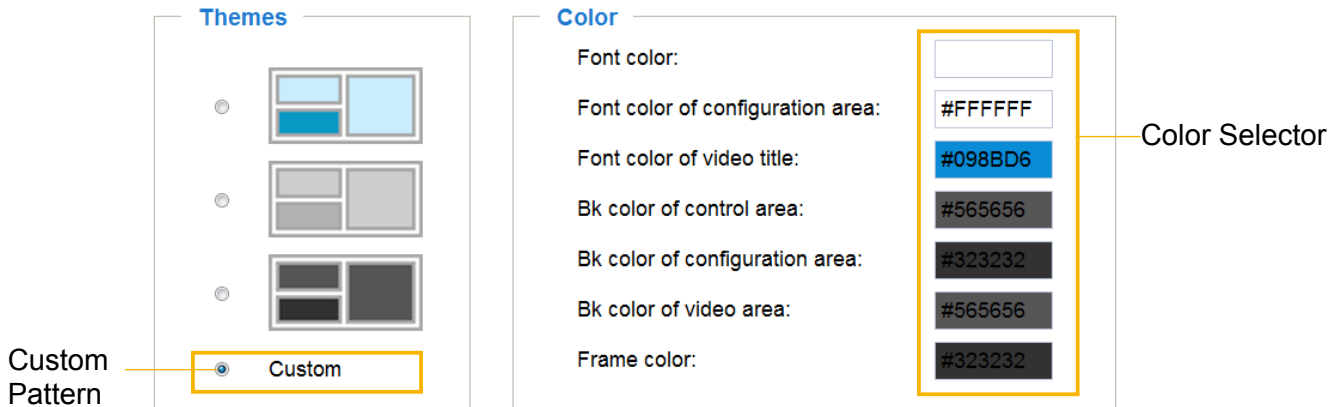 Themes
Custom
Custom
Pattern
Color
Font color:
Font color of configuration area: #FFFFFF
Font color of video title: #098BD6
Bk color of control area: #565656
Bk color of configuration area: #323232
Bk color of video area: #565656
Frame color: #323232
Color Selector